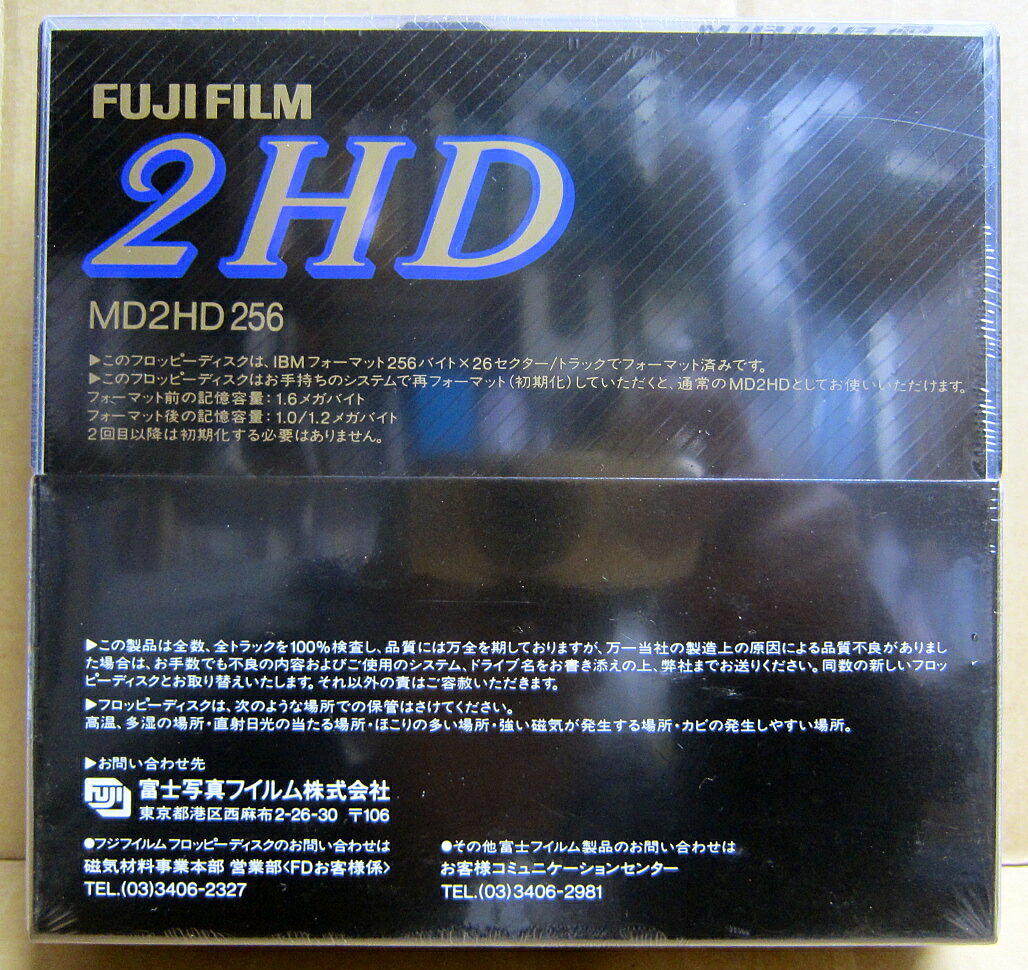 FUJIFILM
2HD
MD2HD 256
▶このフロッピーディスクは、IBMフォーマット256バイト×26セクター/トラックでフォーマット済みです。
▶このフロッピーディスクはお手持ちのシステムで再フォーマット(初期化)していただくと、通常のMD2HDとしてお使いいただけます。
フォーマット前の記憶容量:1.6メガバイト
フォーマット後の記憶容量:1.0/1.2メガバイト
2回目以降は初期化する必要はありません。
▶この製品は全数、全トラックを100%検査し、品質には万全を期しておりますが、万一当社の製造上の原因による品質不良がありまし
た場合は、お手数でも不良の内容およびご使用のシステム、ドライブ名をお書き添えの上、弊社までお送りください。同数の新しいフロッ
ピーディスクとお取り替えいたします。それ以外の責はご容赦いただきます。
▶フロッピーディスクは、次のような場所での保管はさけてください。
高温、多湿の場所・直射日光の当たる場所・ほこりの多い場所・強い磁気が発生する場所・カビの発生しやすい場所。
▶お問い合わせ先
FUJI 富士写真フイルム株式会社
東京都港区西麻布2-26-30 〒106
●フジフイルムフロッピーディスクのお問い合わせは
磁気材料事業本部 営業部〈FDお客様係〉
TEL.(03)3406-2327
●その他富士フイルム製品のお問い合わせは
お客様コミュニケーションセンター
TEL.(03)3406-2981